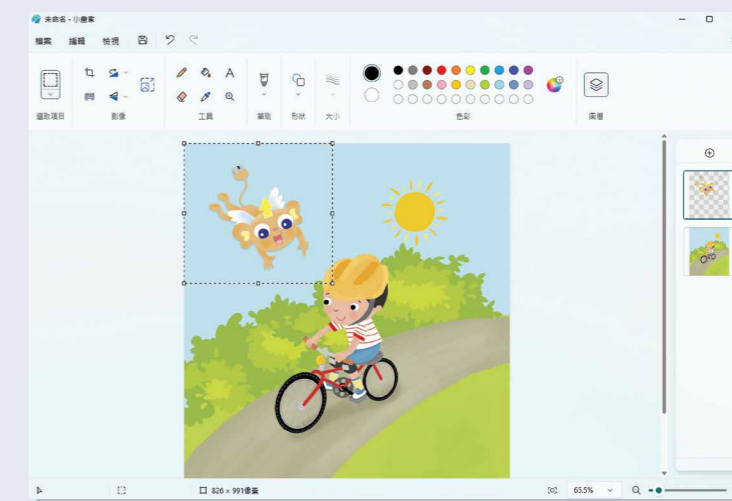 未命名 - 小畫家
檔案 編輯 檢視
A
選取項目 影像 工具 筆刷 形狀 大小 色彩 圖層
826 × 991像素 65.5%